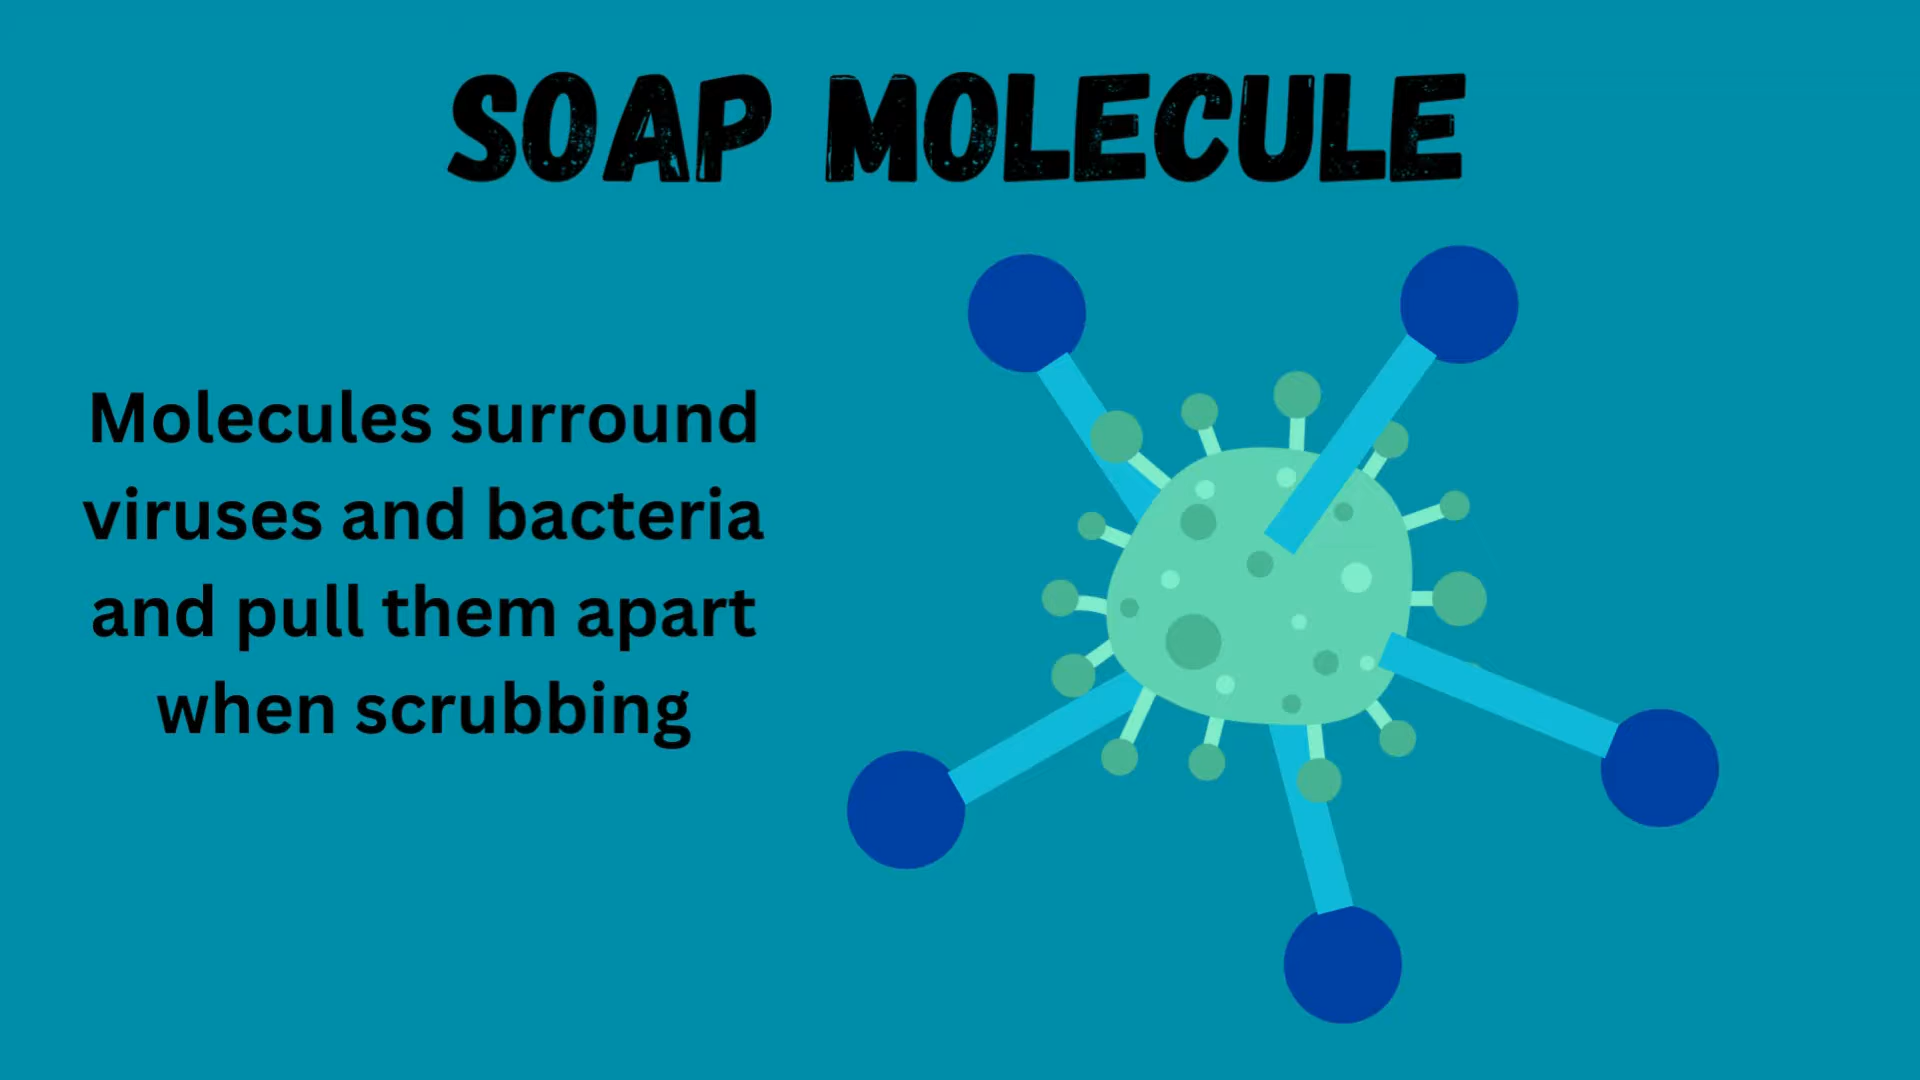 SOAP MOLECULE
Molecules surround
viruses and bacteria
and pull them apart
when scrubbing